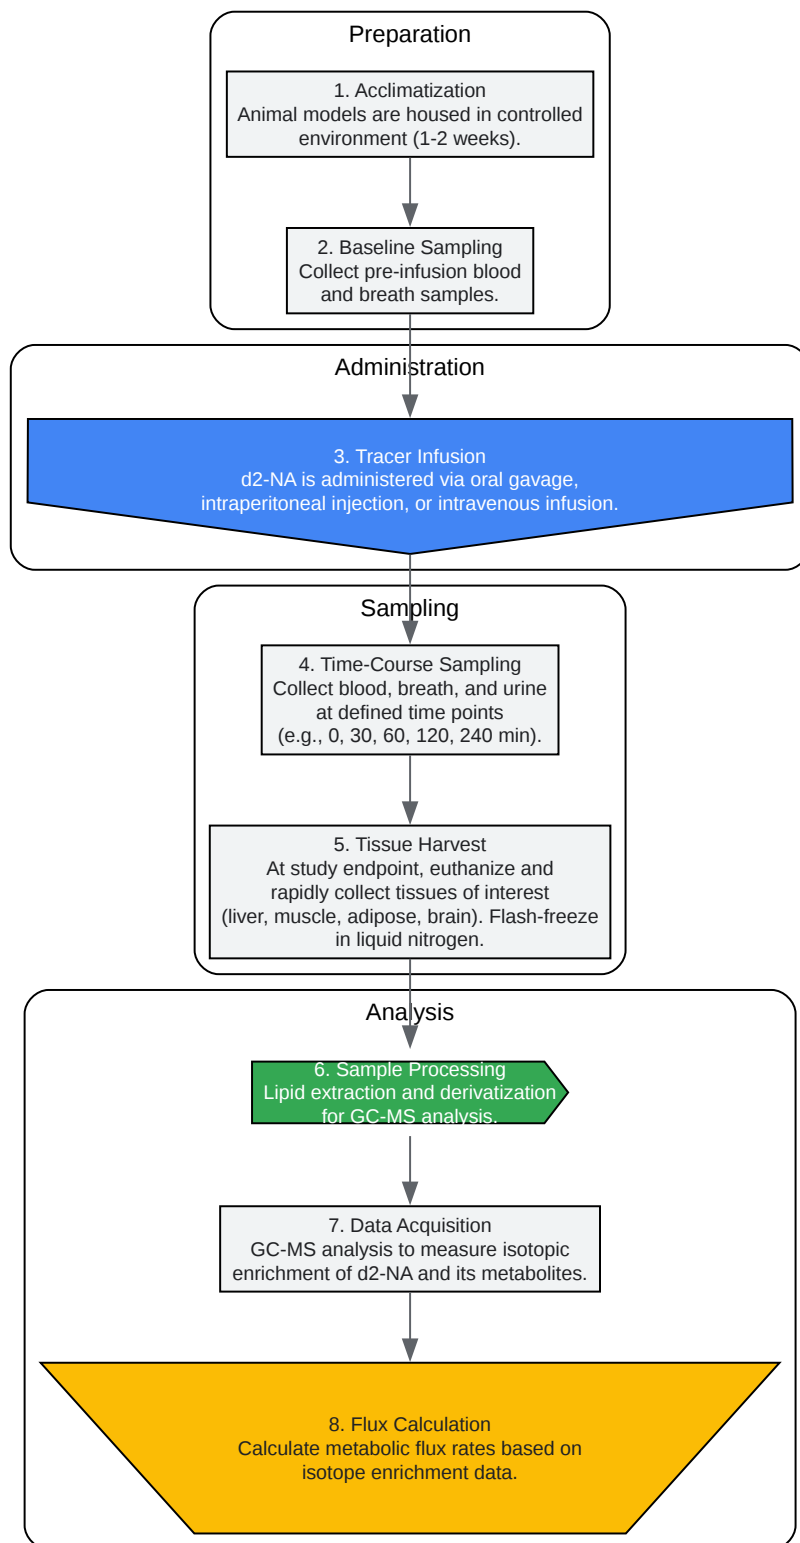 Preparation
1. Acclimatization
Animal models are housed in controlled
environment (1-2 weeks).
2. Baseline Sampling
Collect pre-infusion blood
and breath samples.
Administration
3. Tracer Infusion
d2-NA is administered via oral gavage,
intraperitoneal injection, or intravenous infusion.
Sampling
4. Time-Course Sampling
Collect blood, breath, and urine
at defined time points
(e.g., 0, 30, 60, 120, 240 min).
5. Tissue Harvest
At study endpoint, euthanize and
rapidly collect tissues of interest
(liver, muscle, adipose, brain). Flash-freeze
in liquid nitrogen.
Analysis
6. Sample Processing
Lipid extraction and derivatization
for GC-MS analysis.
7. Data Acquisition
GC-MS analysis to measure isotopic
enrichment of d2-NA and its metabolites.
8. Flux Calculation
Calculate metabolic flux rates based on
isotope enrichment data.